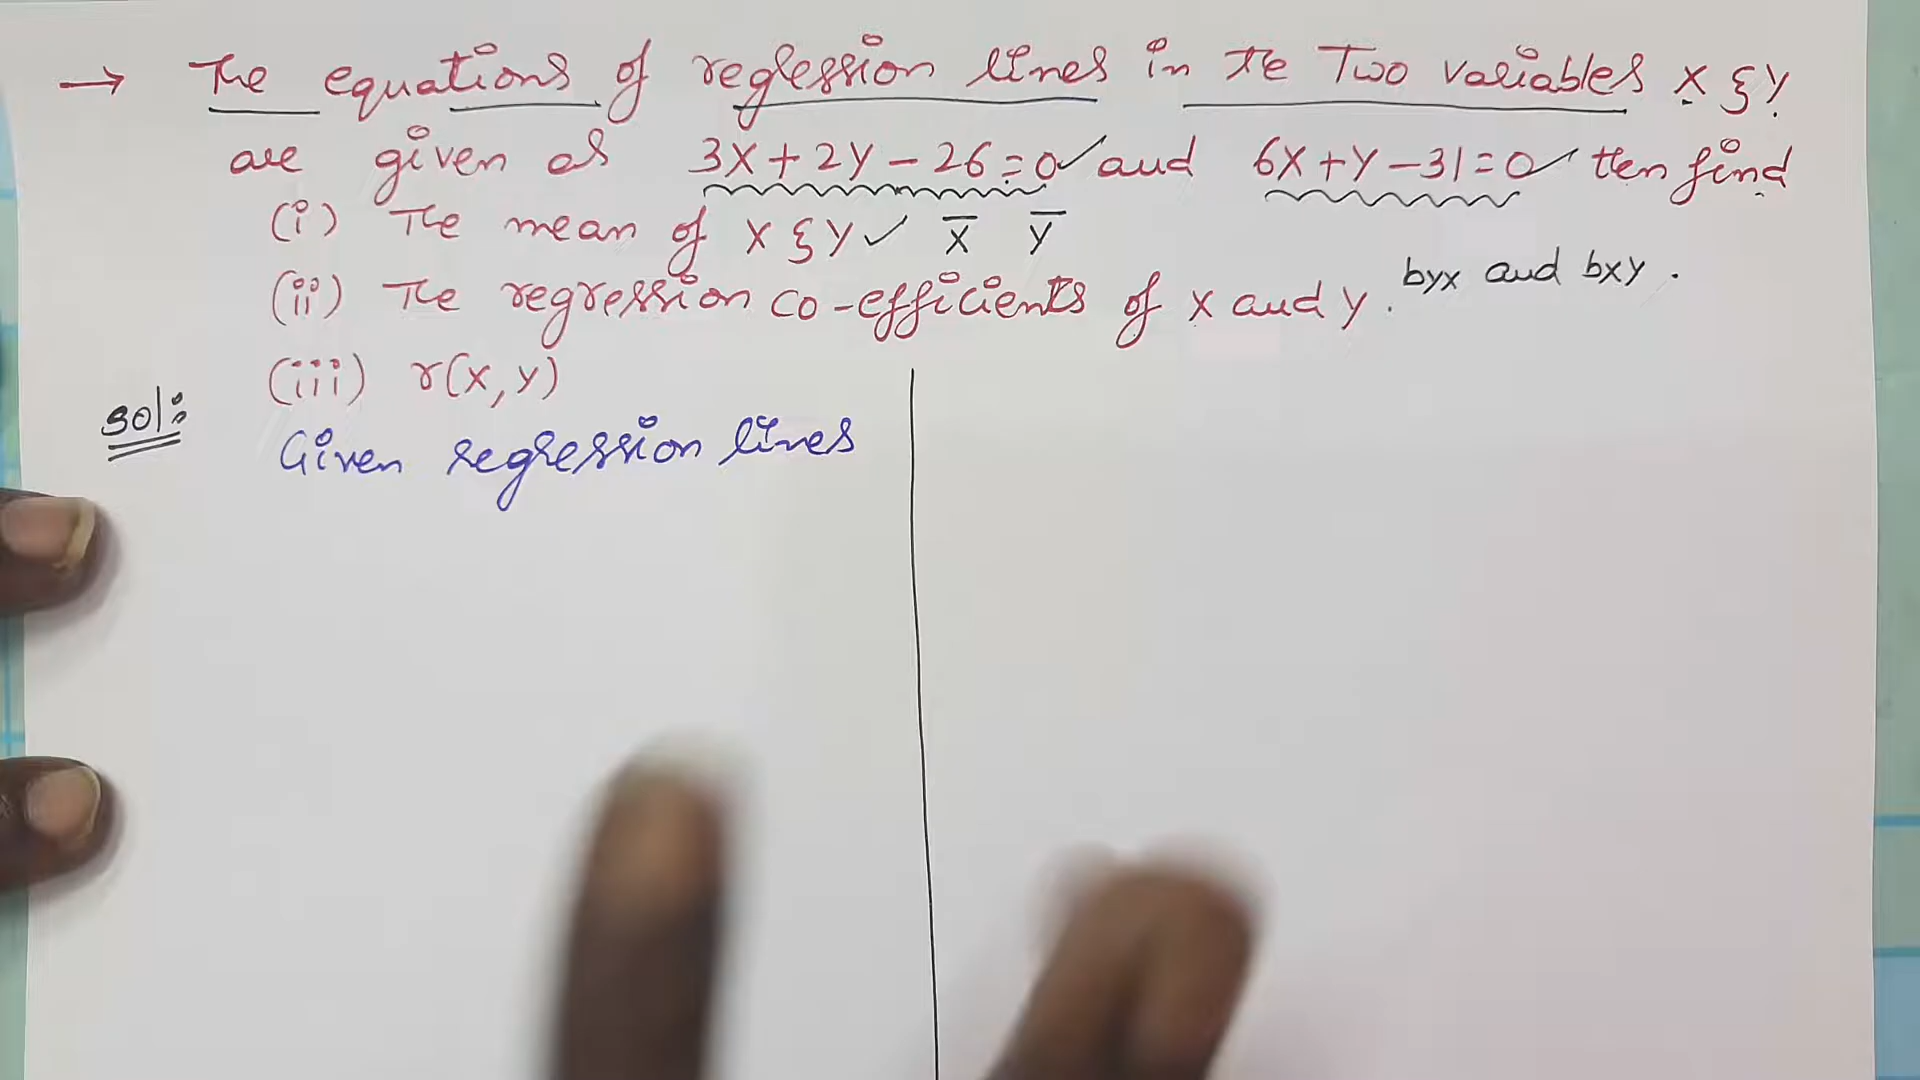 → The equations of regression lines in the Two variables X & Y
are given as 3X + 2Y - 26 = 0 ✓ and 6X + Y - 31 = 0 ✓ then find
(i) The mean of X & Y ✓ x̅ y̅
(ii) The regression co-efficients of X and Y. byx and bxy.
(iii) r(X, Y)
Sol:
Given regression lines